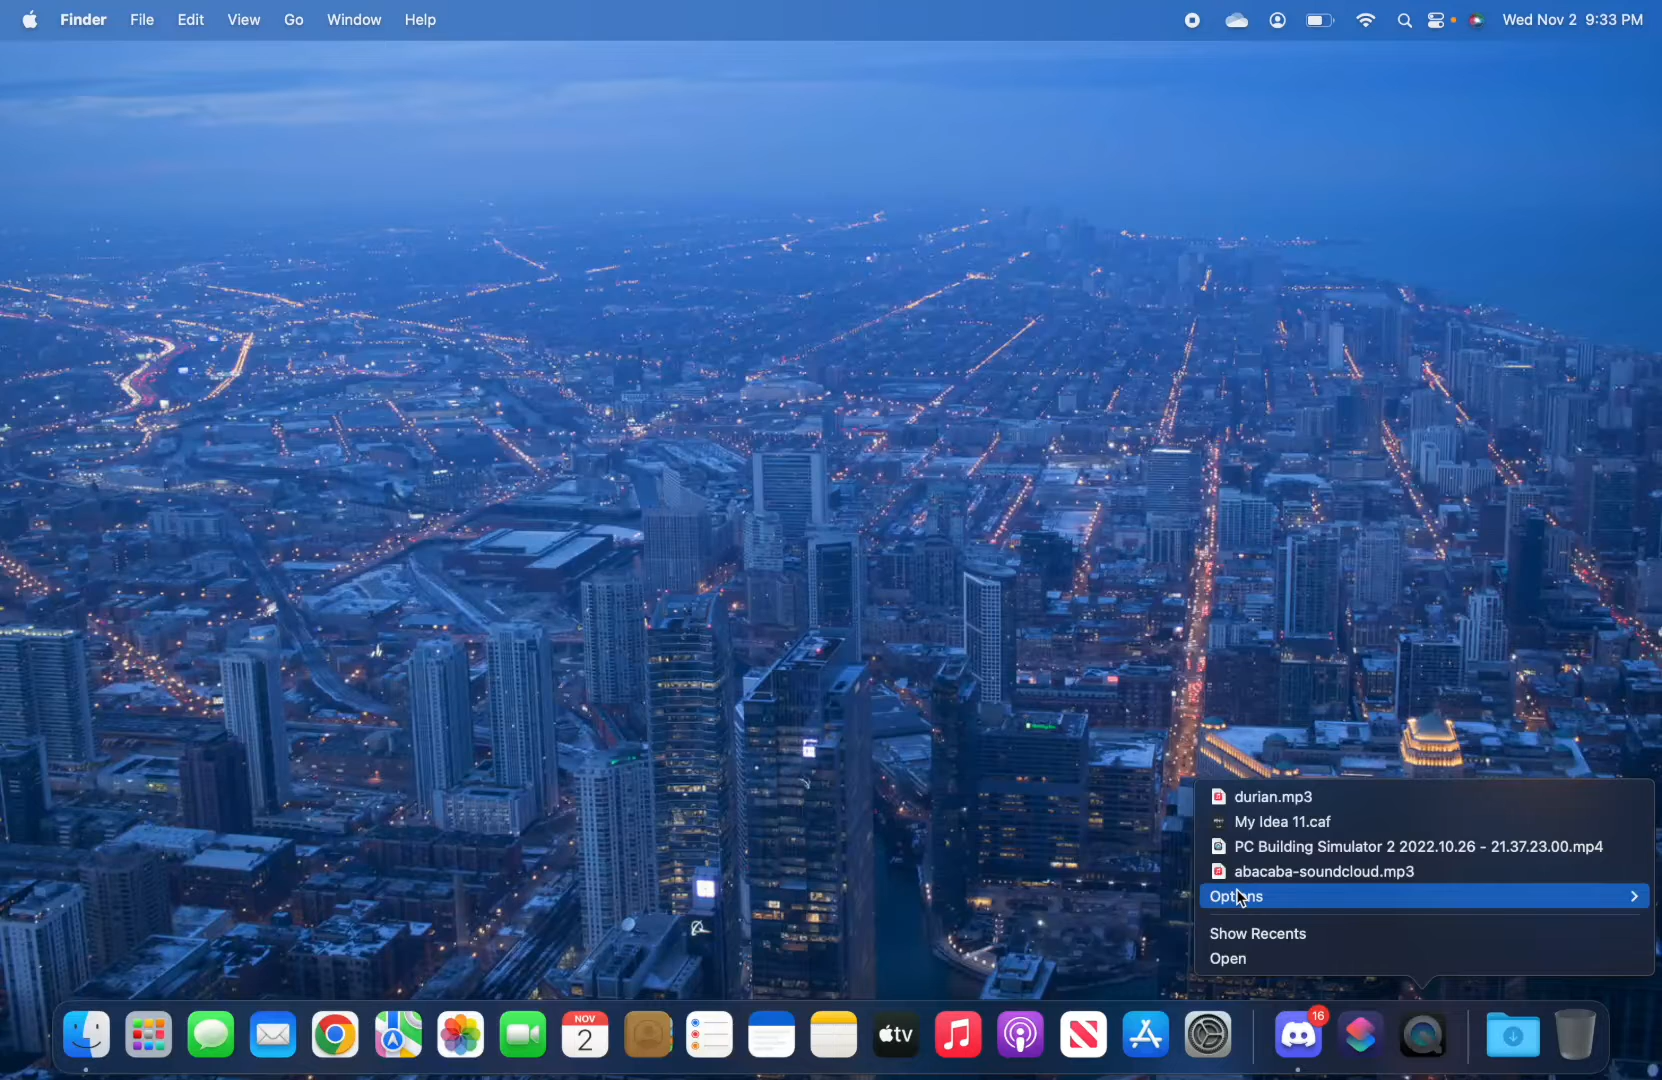 Finder File Edit View Go Window Help Wed Nov 2 9:33 PM
durian.mp3
My Idea 11.caf
PC Building Simulator 2 2022.10.26 - 21.37.23.00.mp4
abacaba-soundcloud.mp3
Options
Show Recents
Open
NOV
2
tv
16